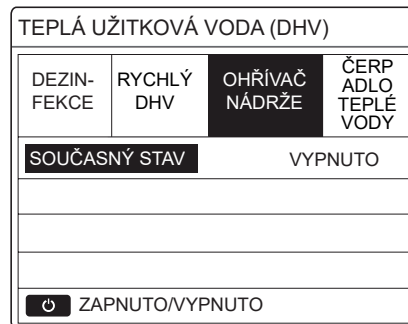 TEPLÁ UŽITKOVÁ VODA (DHV)
DEZIN-
FEKCE
RYCHLÝ
DHV
OHŘÍVAČ
NÁDRŽE
ČERP
ADLO
TEPLÉ
VODY
SOUČASNÝ STAV VYPNUTO
ZAPNUTO/VYPNUTO